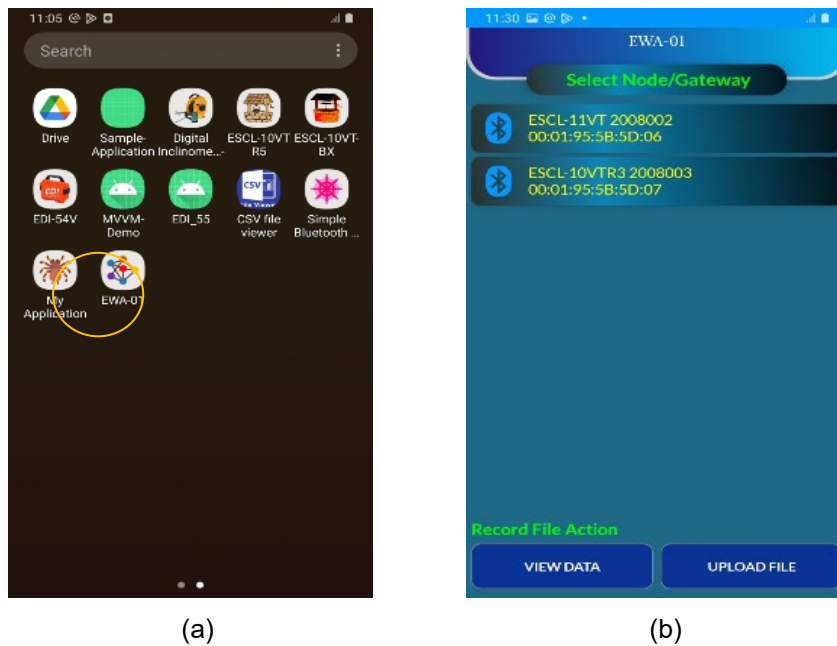 11:05
Search
Drive
Sample-
Application
Digital
Inclinome...-
ESCL-10VT
R5
ESCL-10VT-
BX
EDI-54V
MVVM-
Demo
EDI_55
CSV file
viewer
Simple
Bluetooth ...
My
Application
EWA-01
(a)
11:30
EWA-01
Select Node/Gateway
ESCL-11VT 2008002
00:01:95:5B:5D:06
ESCL-10VTR3 2008003
00:01:95:5B:5D:07
Record File Action
VIEW DATA
UPLOAD FILE
(b)